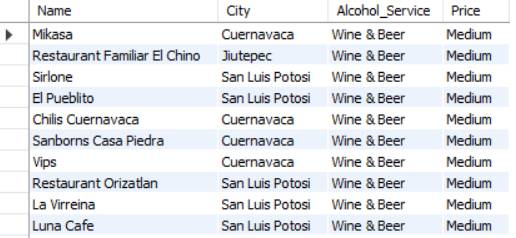 Name City Alcohol_Service Price
Mikasa Cuernavaca Wine & Beer Medium
Restaurant Familiar El Chino Jiutepec Wine & Beer Medium
Sirlone San Luis Potosi Wine & Beer Medium
El Pueblito San Luis Potosi Wine & Beer Medium
Chilis Cuernavaca Cuernavaca Wine & Beer Medium
Sanborns Casa Piedra Cuernavaca Wine & Beer Medium
Vips Cuernavaca Wine & Beer Medium
Restaurant Orizatlan San Luis Potosi Wine & Beer Medium
La Virreina San Luis Potosi Wine & Beer Medium
Luna Cafe San Luis Potosi Wine & Beer Medium